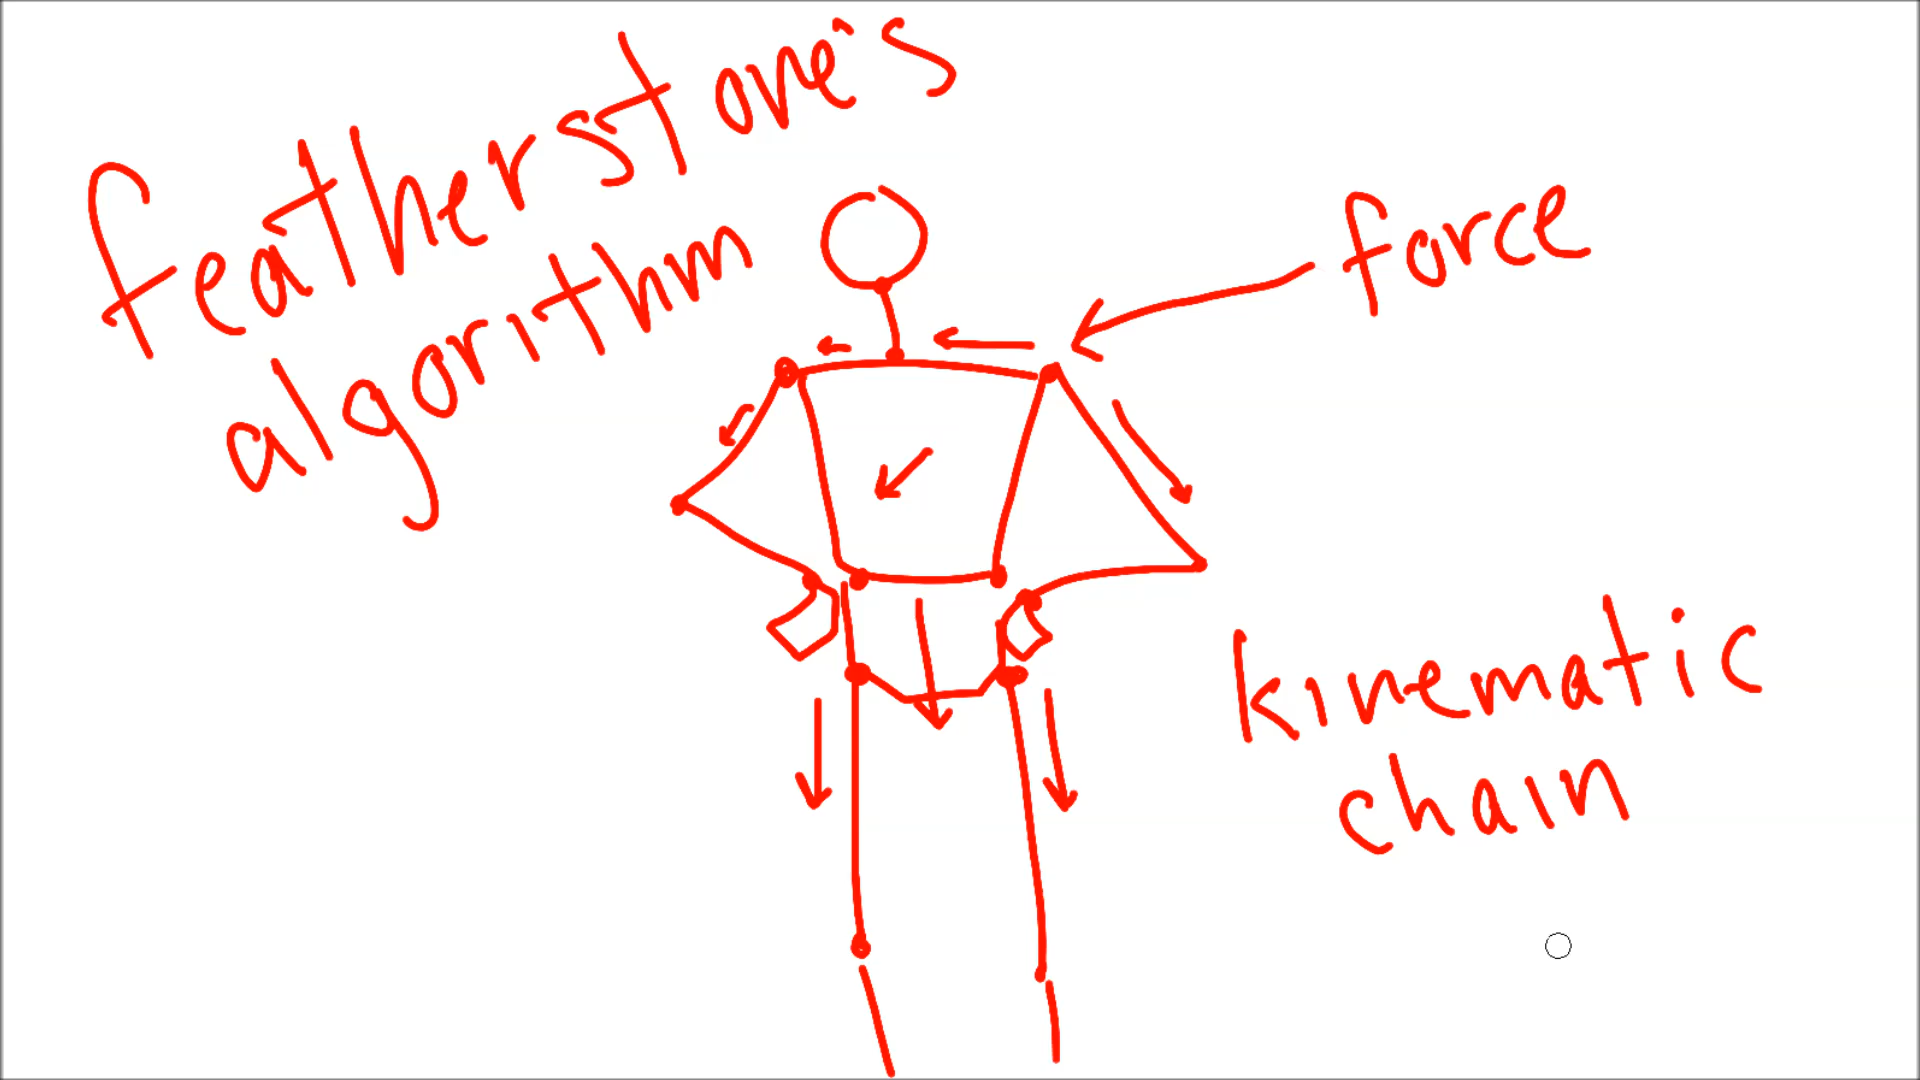 featherstone's
algorithm
force
kinematic
chain